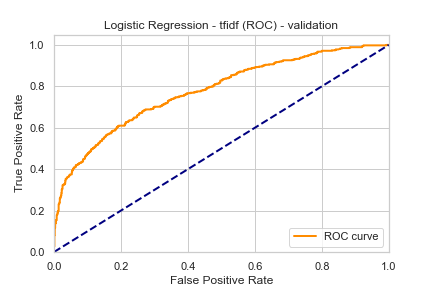 Logistic Regression - tfidf (ROC) - validation
True Positive Rate
1.0
0.8
0.6
0.4
0.2
0.0
0.0 0.2 0.4 0.6 0.8 1.0
False Positive Rate
ROC curve